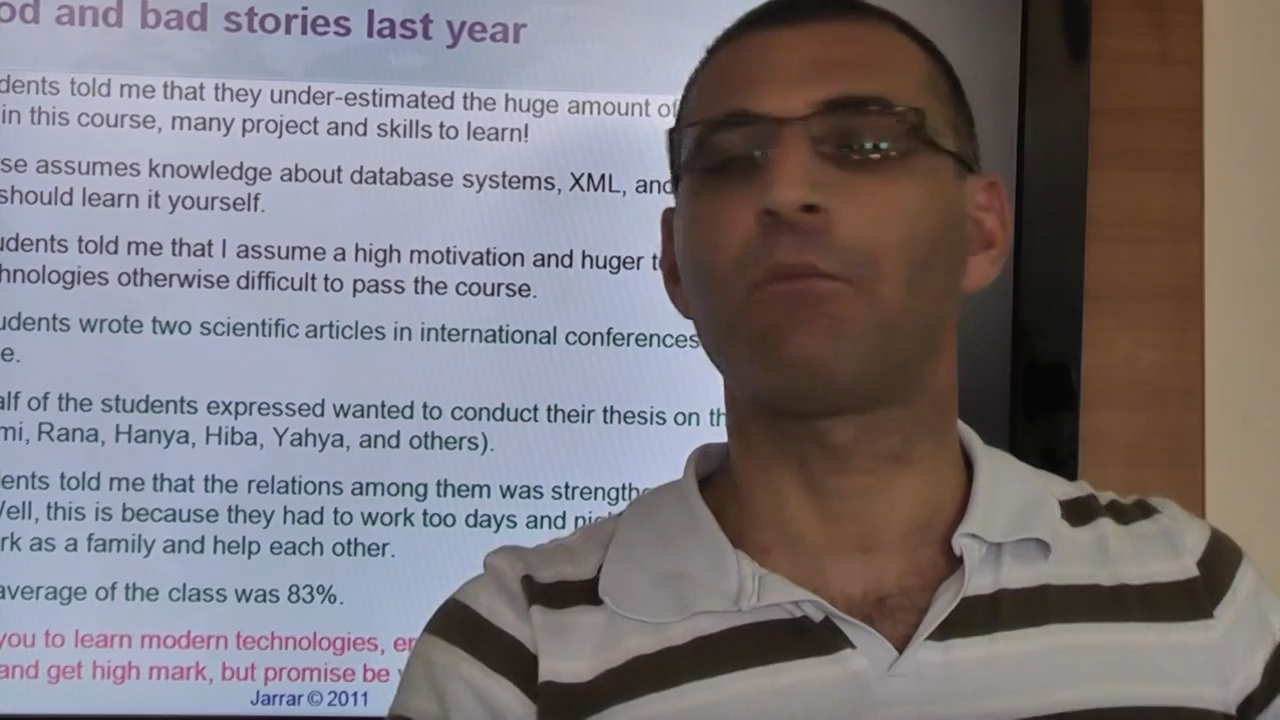 od and bad stories last year
dents told me that they under-estimated the huge amount of
in this course, many project and skills to learn!
se assumes knowledge about database systems, XML, and
should learn it yourself.
udents told me that I assume a high motivation and huger t
hnologies otherwise difficult to pass the course.
udents wrote two scientific articles in international conferences
e.
alf of the students expressed wanted to conduct their thesis on th
mi, Rana, Hanya, Hiba, Yahya, and others).
ents told me that the relations among them was strengthe
Vell, this is because they had to work too days and nig
rk as a family and help each other.
average of the class was 83%.
you to learn modern technologies, en
and get high mark, but promise be
Jarrar © 2011